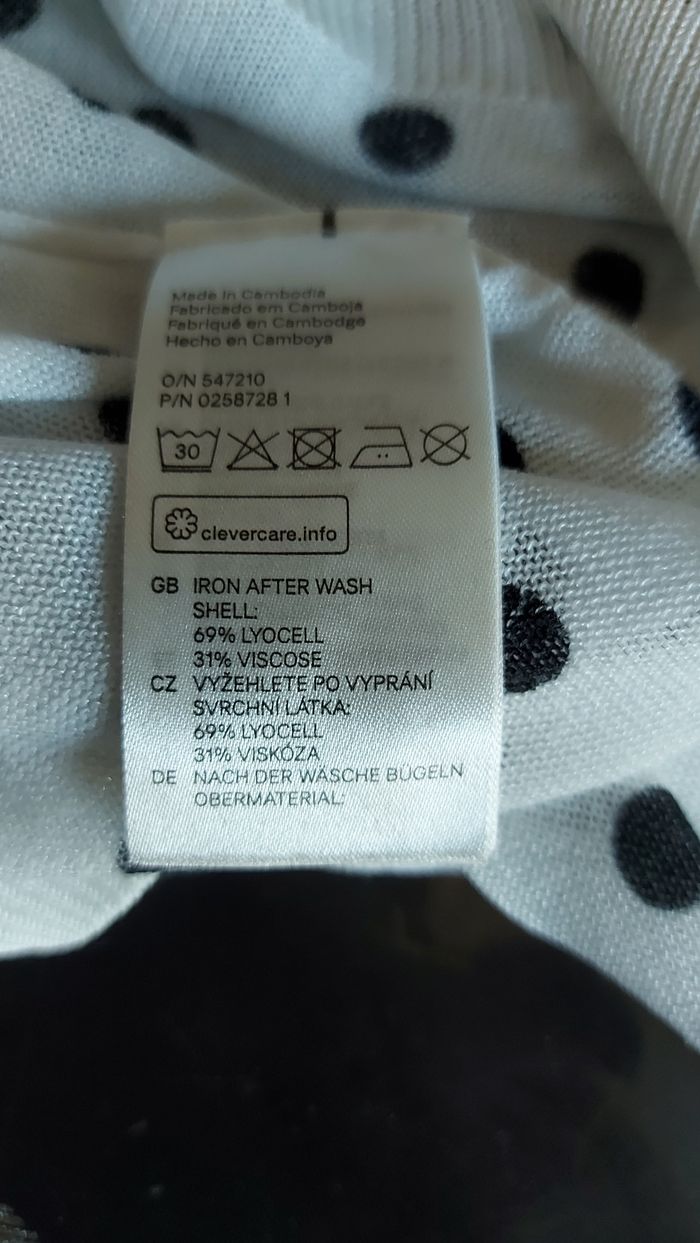 Made in Cambodia
Fabricado em Camboja
Fabriqué en Cambodge
Hecho en Camboya
O/N 547210
P/N 0258728 1
30
clevercare.info
GB IRON AFTER WASH
SHELL:
69% LYOCELL
31% VISCOSE
CZ VYŽEHLETE PO VYPRÁNÍ
SVRCHNÍ LÁTKA:
69% LYOCELL
31% VISKÓZA
DE NACH DER WÄSCHE BÜGELN
OBERMATERIAL: